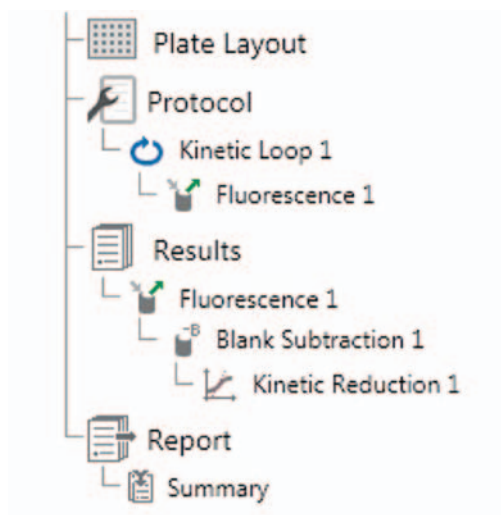 Plate Layout
Protocol
Kinetic Loop 1
Fluorescence 1
Results
Fluorescence 1
-B
Blank Subtraction 1
Kinetic Reduction 1
Report
Summary